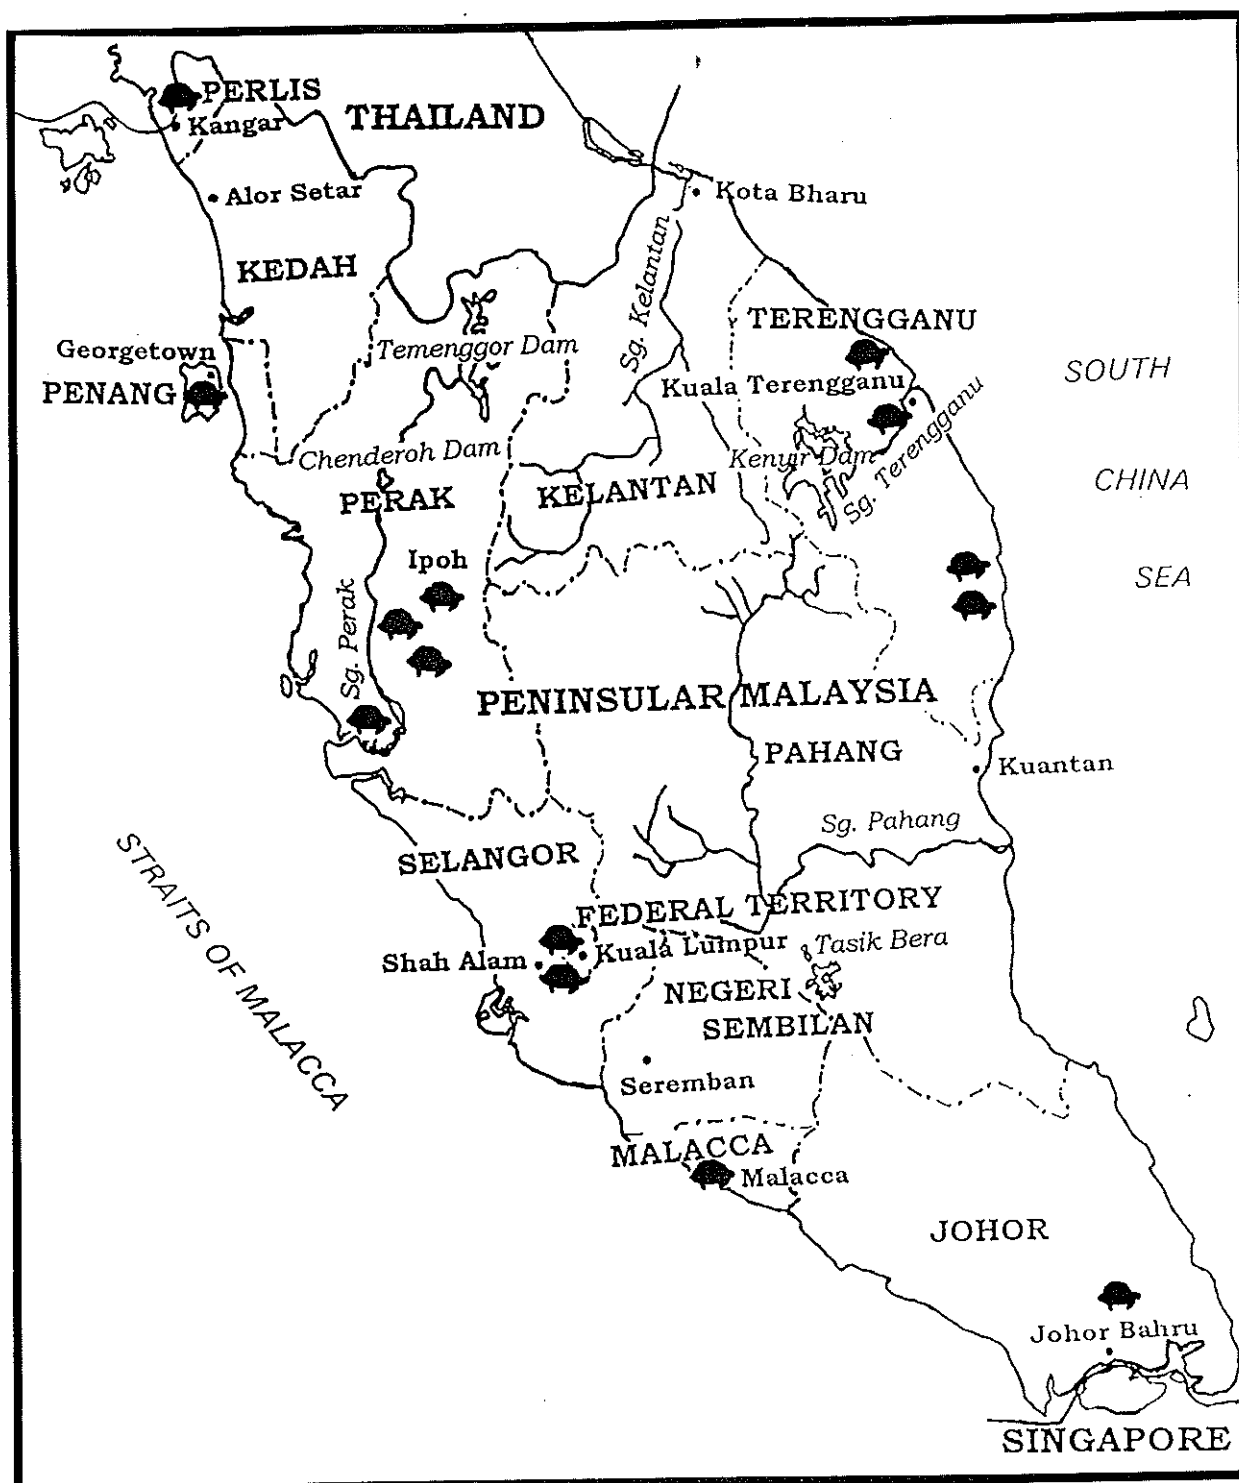 PERLIS
Kangar
THAILAND
Alor Setar
Kota Bharu
KEDAH
Sg. Kelantan
TERENGGANU
Georgetown
Temenggor Dam
SOUTH
PENANG
Kuala Terengganu
Chenderoh Dam
Kenyir Dam
Sg. Terengganu
CHINA
PERAK
KELANTAN
Ipoh
SEA
Sg. Perak
PENINSULAR MALAYSIA
PAHANG
Kuantan
Sg. Pahang
SELANGOR
STRAITS OF MALACCA
FEDERAL TERRITORY
Shah Alam
Kuala Lumpur
Tasik Bera
NEGERI
SEMBILAN
Seremban
MALACCA
Malacca
JOHOR
Johor Bahru
SINGAPORE